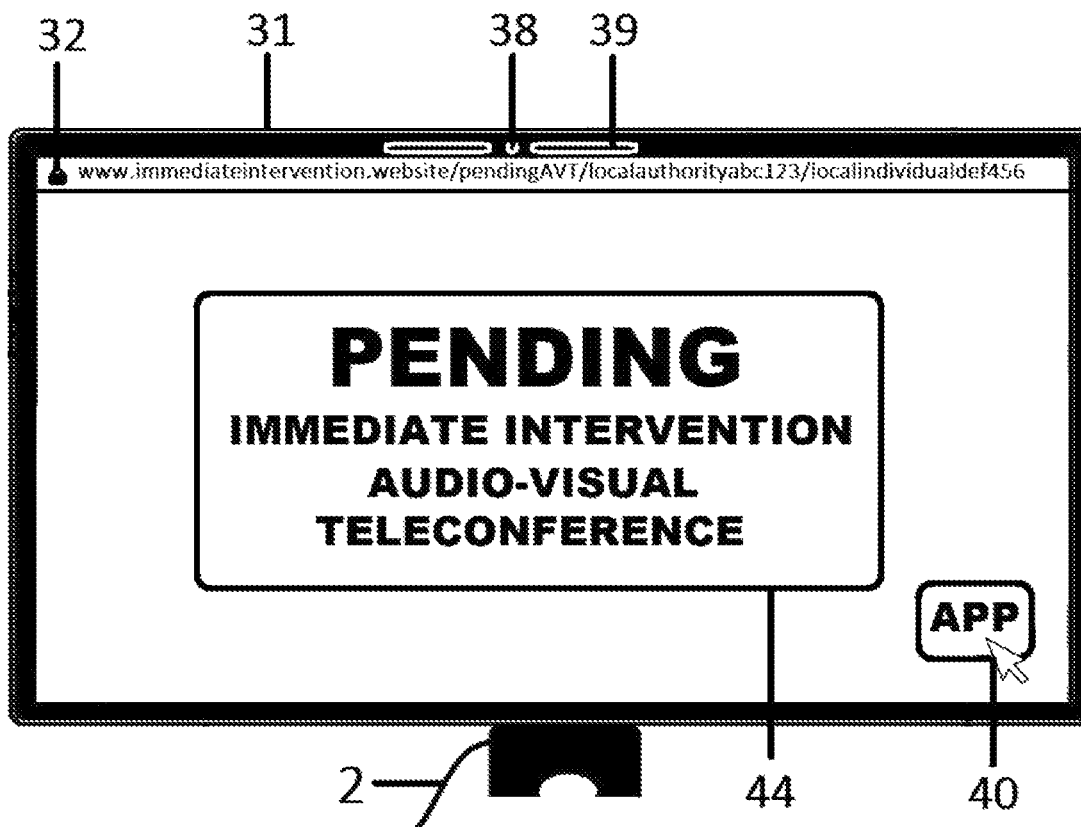 32 31 38 39
www.immediateintervention.website/pendingAVT/localauthorityabc123/localindividualdef456
PENDING
IMMEDIATE INTERVENTION
AUDIO-VISUAL
TELECONFERENCE
APP
2 44 40